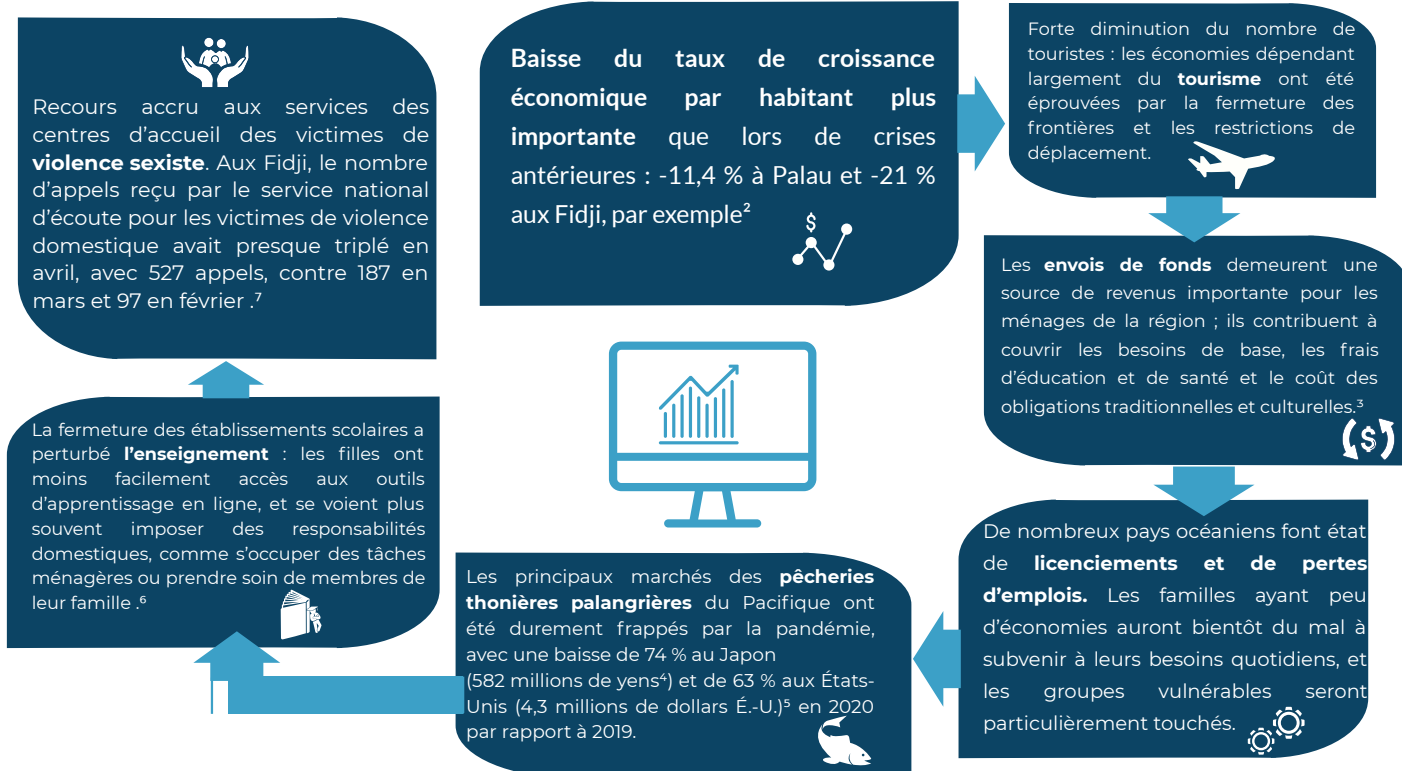 Baisse du taux de croissance
économique par habitant plus
importante que lors de crises
antérieures : -11,4 % à Palau et -21 %
aux Fidji, par exemple²
$
Forte diminution du nombre de
touristes : les économies dépendant
largement du tourisme ont été
éprouvées par la fermeture des
frontières et les restrictions de
déplacement.
Les envois de fonds demeurent une
source de revenus importante pour les
ménages de la région ; ils contribuent à
couvrir les besoins de base, les frais
d'éducation et de santé et le coût des
obligations traditionnelles et culturelles.³
$
De nombreux pays océaniens font état
de licenciements et de pertes
d'emplois. Les familles ayant peu
d'économies auront bientôt du mal à
subvenir à leurs besoins quotidiens, et
les groupes vulnérables seront
particulièrement touchés.
Les principaux marchés des pêcheries
thonières palangrières du Pacifique ont
été durement frappés par la pandémie,
avec une baisse de 74 % au Japon
(582 millions de yens⁴) et de 63 % aux États-
Unis (4,3 millions de dollars É.-U.)⁵ en 2020
par rapport à 2019.
La fermeture des établissements scolaires a
perturbé l'enseignement : les filles ont
moins facilement accès aux outils
d'apprentissage en ligne, et se voient plus
souvent imposer des responsabilités
domestiques, comme s'occuper des tâches
ménagères ou prendre soin de membres de
leur famille .⁶
Recours accru aux services des
centres d'accueil des victimes de
violence sexiste. Aux Fidji, le nombre
d'appels reçu par le service national
d'écoute pour les victimes de violence
domestique avait presque triplé en
avril, avec 527 appels, contre 187 en
mars et 97 en février .⁷